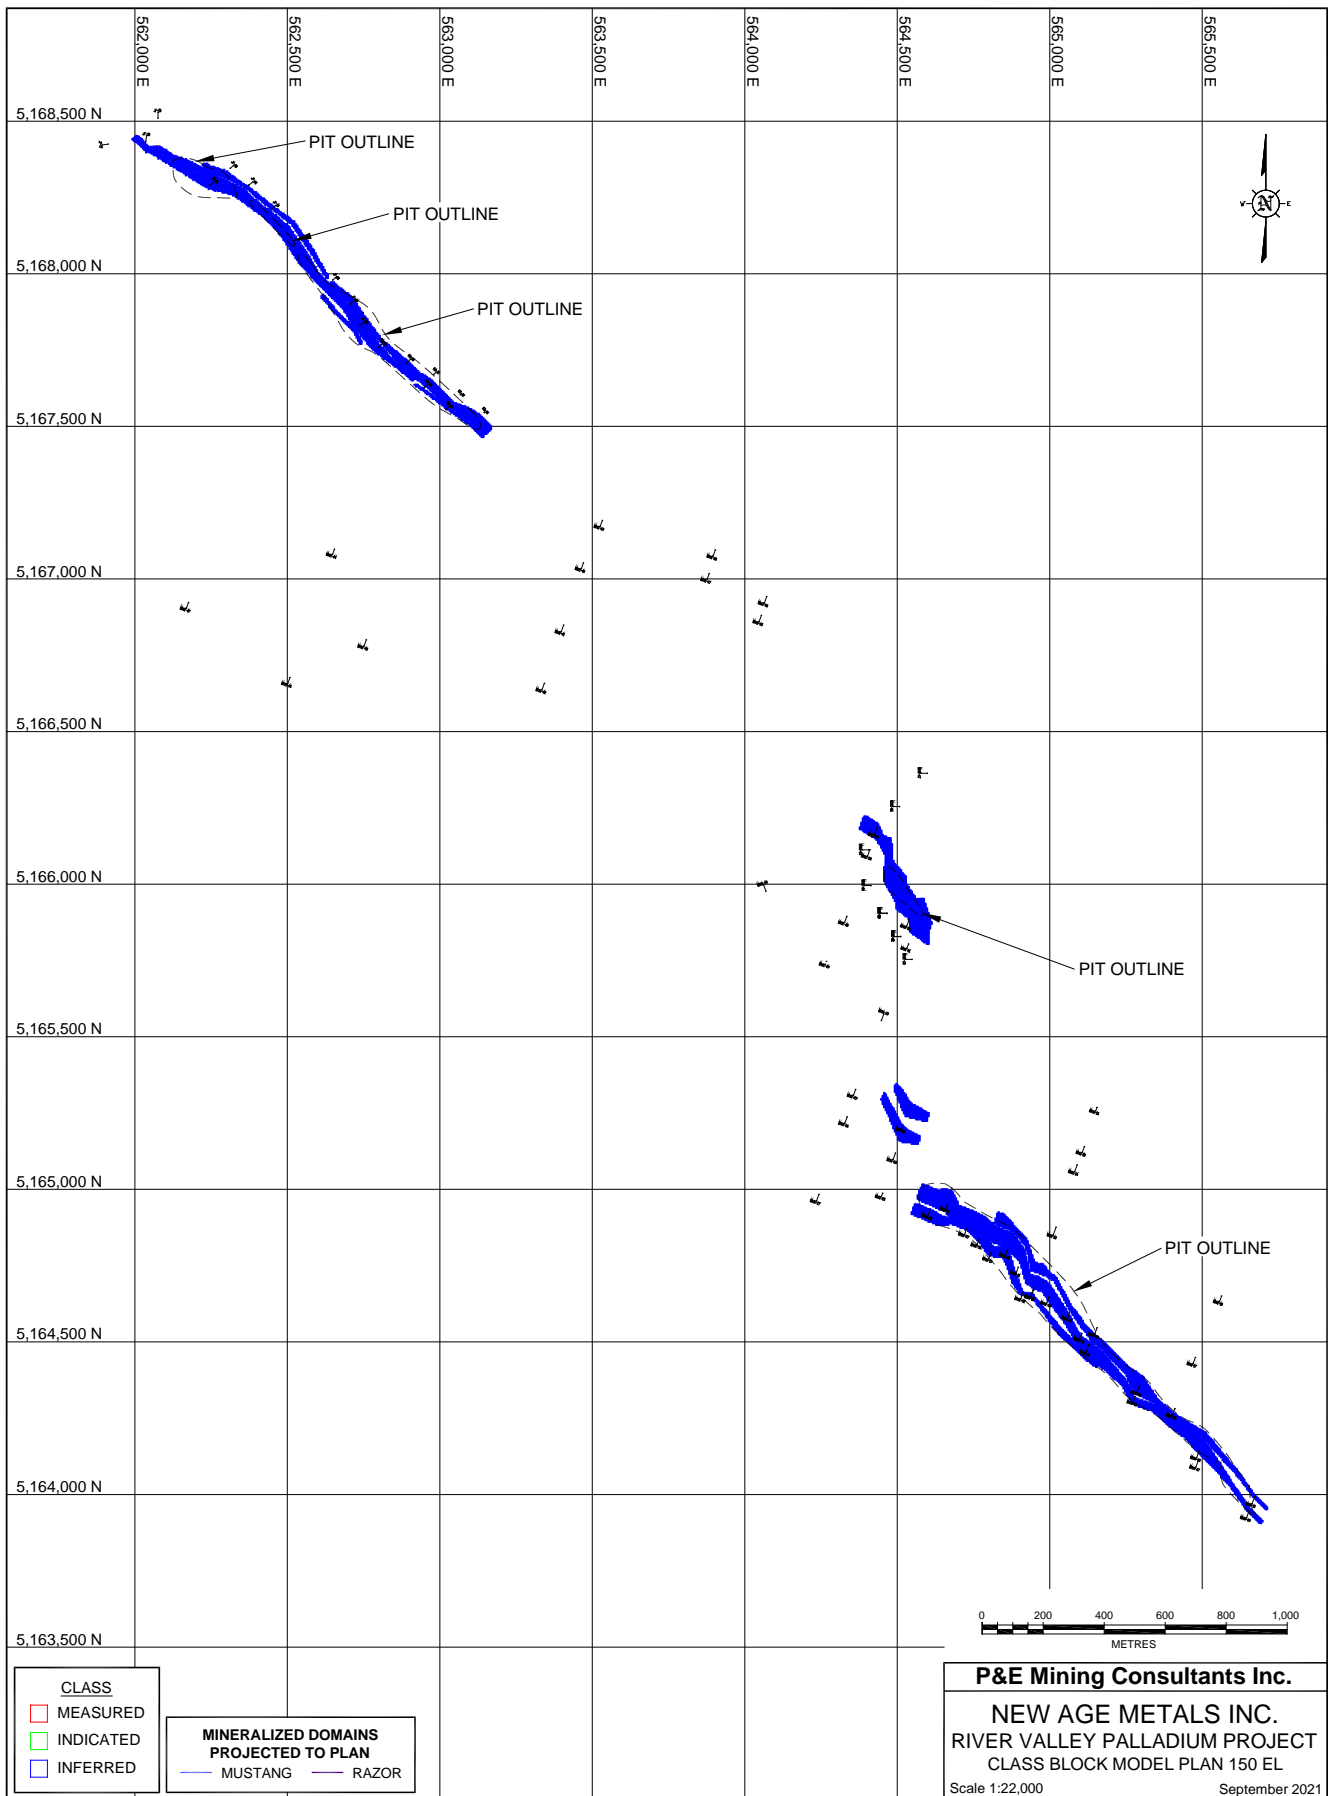 562,000 E
562,500 E
563,000 E
563,500 E
564,000 E
564,500 E
565,000 E
565,500 E
5,168,500 N
PIT OUTLINE
W N E
PIT OUTLINE
5,168,000 N
PIT OUTLINE
5,167,500 N
5,167,000 N
5,166,500 N
5,166,000 N
PIT OUTLINE
5,165,500 N
5,165,000 N
PIT OUTLINE
5,164,500 N
5,164,000 N
0 200 400 600 800 1,000
METRES
5,163,500 N
CLASS
MEASURED
INDICATED
INFERRED
MINERALIZED DOMAINS
PROJECTED TO PLAN
MUSTANG RAZOR
P&E Mining Consultants Inc.
NEW AGE METALS INC.
RIVER VALLEY PALLADIUM PROJECT
CLASS BLOCK MODEL PLAN 150 EL
Scale 1:22,000 September 2021